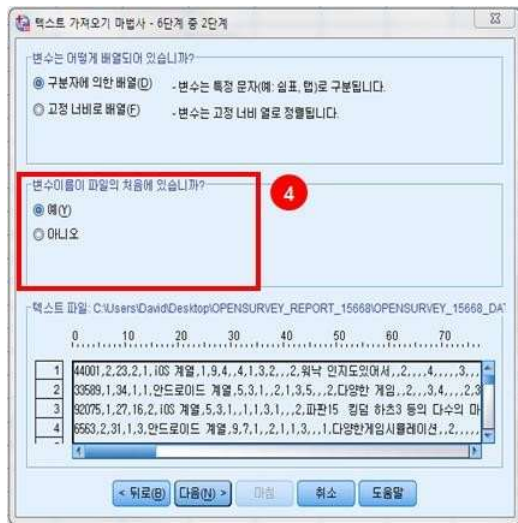 텍스트 가져오기 마법사 - 6단계 중 2단계
변수는 어떻게 배열되어 있습니까?
구분자에 의한 배열(D) - 변수는 특정 문자(예: 쉼표, 탭)로 구분됩니다.
고정 너비로 배열(F) - 변수는 고정 너비 열로 정렬됩니다.
변수이름이 파일의 처음에 있습니까?
4
예(Y)
아니오
텍스트 파일: C:\Users\David\Desktop\OPENSURVEY_REPORT_15668\OPENSURVEY_15668_DAT
0 10 20 30 40 50 60 70
1 44001,2,23,2,1,iOS 계열,1,9,4,,4,1,3,2,,,2,워낙 인지도있어서,,2,,,,4,,,,,3,,
2 33589,1,34,1,1,안드로이드 계열,5,3,1,,2,1,3,5,,,2,다양한 게임,,,2,,,3,4,,,,2,3
3 92075,1,27,16,2,iOS 계열,5,3,1,,1,1,3,1,,,2,파판15 킹덤 하츠3 등의 다수의 마
4 6563,2,31,1,3,안드로이드 계열,9,7,1,,2,1,1,3,,,1,다양한게임시뮬레이션,,2,,,,,
< 뒤로(B) 다음(N) > 마침 취소 도움말